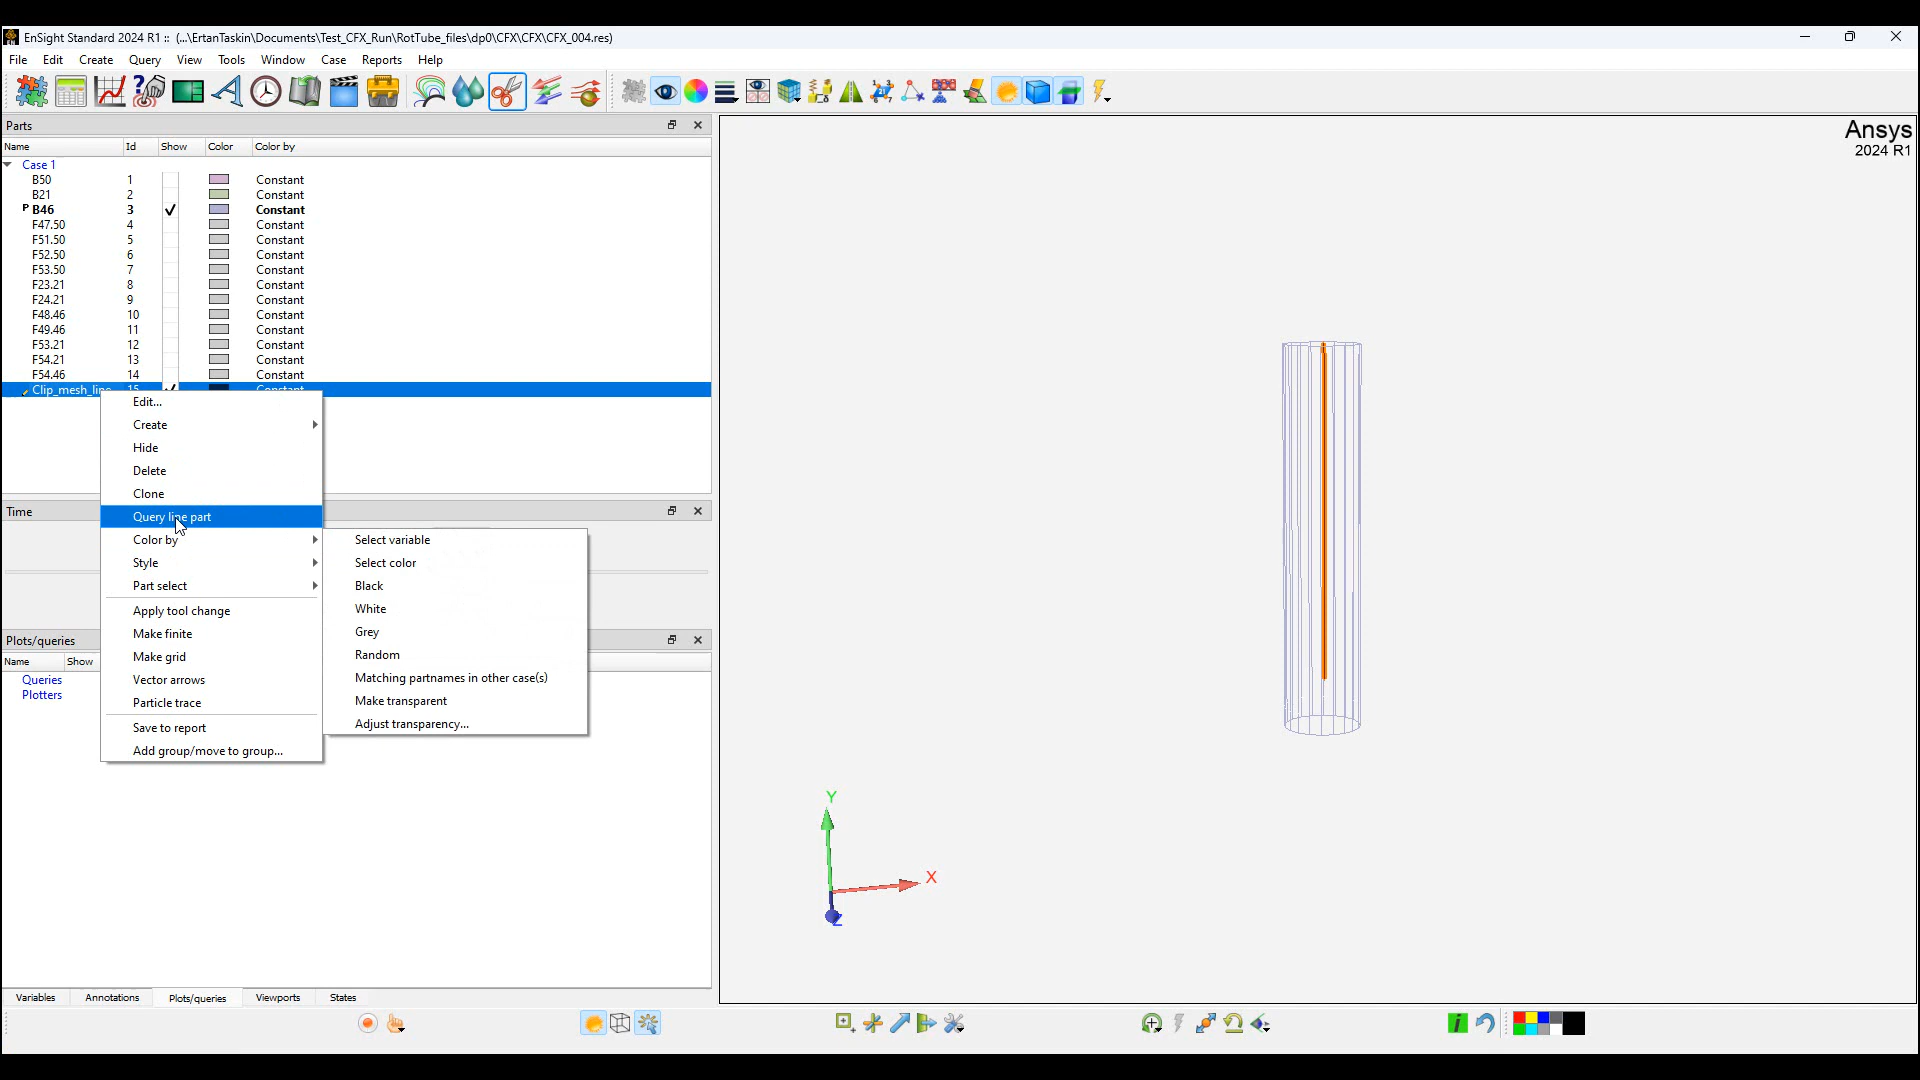 EnSight Standard 2024 R1 :: (...\ErtanTaskin\Documents\Test_CFX_Run\RotTube_files\dp0\CFX\CFX\CFX_004.res)
File Edit Create Query View Tools Window Case Reports Help
Parts
Name Id Show Color Color by
Case 1
B50 1 Constant
B21 2 Constant
P B46 3 Constant
F47.50 4 Constant
F51.50 5 Constant
F52.50 6 Constant
F53.50 7 Constant
F23.21 8 Constant
F24.21 9 Constant
F48.46 10 Constant
F49.46 11 Constant
F53.21 12 Constant
F54.21 13 Constant
F54.46 14 Constant
Clip_mesh_line 15 Constant
Edit...
Create
Hide
Delete
Clone
Query line part
Color by
Style
Part select
Apply tool change
Make finite
Make grid
Vector arrows
Particle trace
Save to report
Add group/move to group...
Select variable
Select color
Black
White
Grey
Random
Matching partnames in other case(s)
Make transparent
Adjust transparency...
Time
Plots/queries
Name Show
Queries
Plotters
Variables Annotations Plots/queries Viewports States
Ansys
2024 R1
Y
X
Z